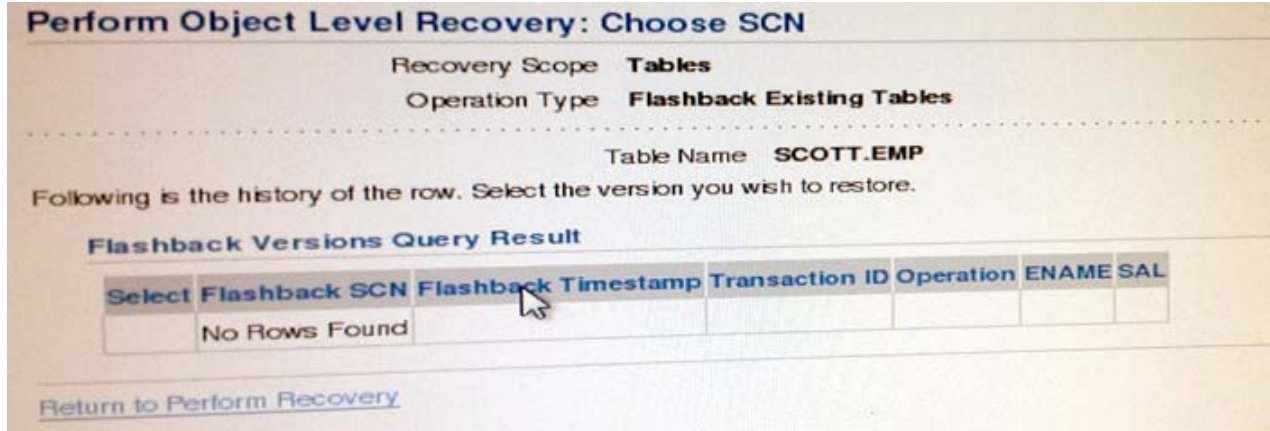 Perform Object Level Recovery: Choose SCN
Recovery Scope Tables
Operation Type Flashback Existing Tables
Table Name SCOTT.EMP
Following is the history of the row. Select the version you wish to restore.
Flashback Versions Query Result
Select Flashback SCN Flashback Timestamp Transaction ID Operation ENAME SAL
No Rows Found
Return to Perform Recovery